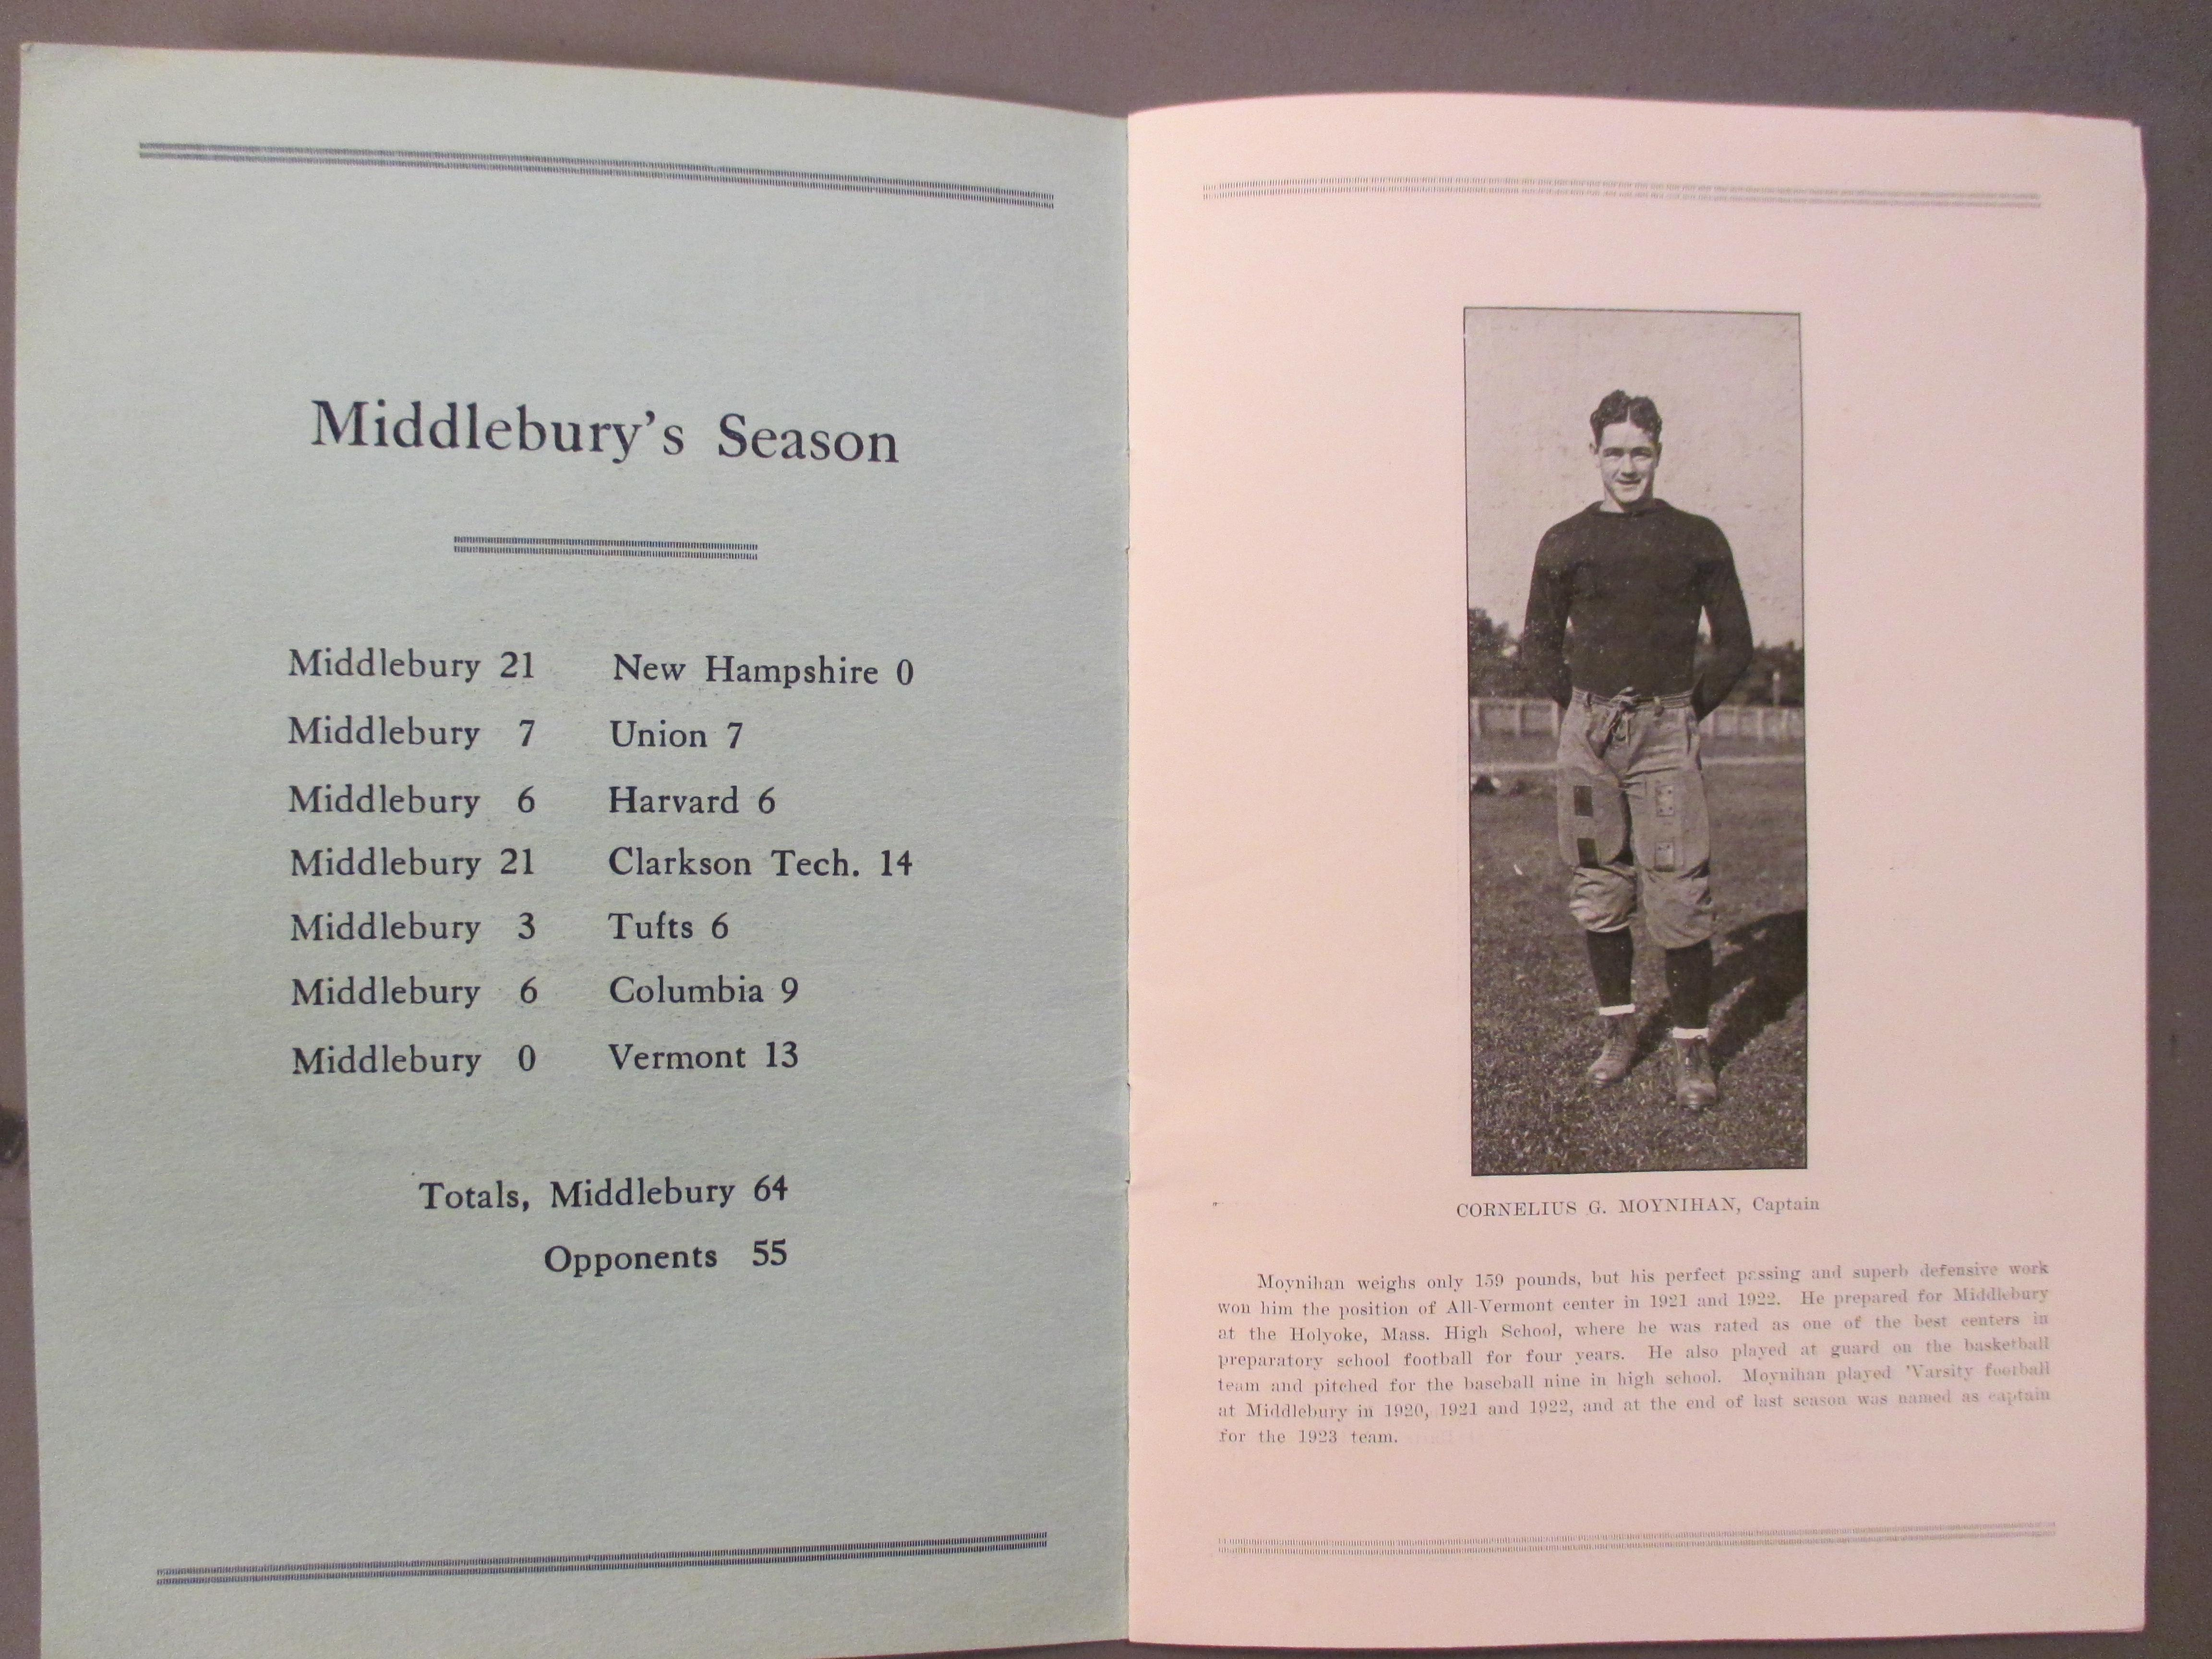 Middlebury's Season
Middlebury 21 New Hampshire 0
Middlebury 7 Union 7
Middlebury 6 Harvard 6
Middlebury 21 Clarkson Tech. 14
Middlebury 3 Tufts 6
Middlebury 6 Columbia 9
Middlebury 0 Vermont 13
Totals, Middlebury 64
Opponents 55
CORNELIUS G. MOYNIHAN, Captain
Moynihan weighs only 159 pounds, but his perfect passing and superb defensive work
won him the position of All-Vermont center in 1921 and 1922. He prepared for Middlebury
at the Holyoke, Mass. High School, where he was rated as one of the best centers in
preparatory school football for four years. He also played at guard on the basketball
team and pitched for the baseball nine in high school. Moynihan played 'Varsity football
at Middlebury in 1920, 1921 and 1922, and at the end of last season was named as captain
for the 1923 team.